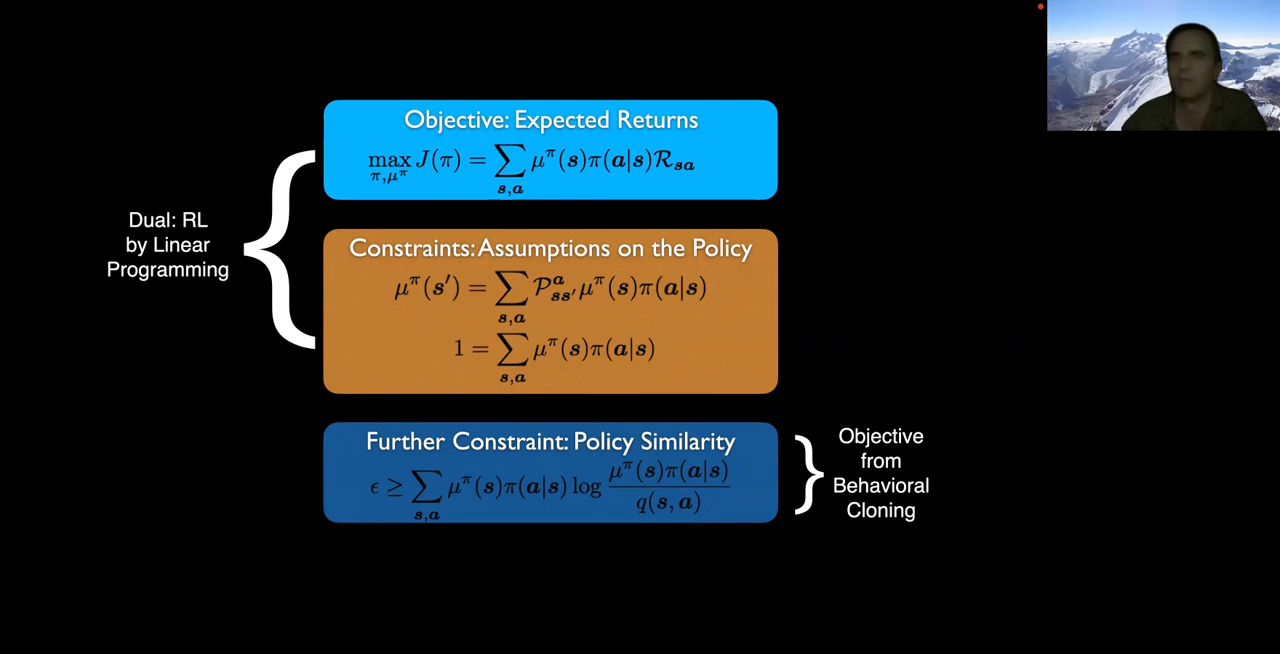 Objective: Expected Returns
max J(π) = ∑ μ^π(s)π(a|s)R_sa
π,μ^π s,a
Dual: RL
by Linear
Programming
Constraints: Assumptions on the Policy
μ^π(s′) = ∑ P^a_ss′ μ^π(s)π(a|s)
s,a
1 = ∑ μ^π(s)π(a|s)
s,a
Further Constraint: Policy Similarity
ϵ ≥ ∑ μ^π(s)π(a|s) log μ^π(s)π(a|s) / q(s, a)
s,a
Objective
from
Behavioral
Cloning